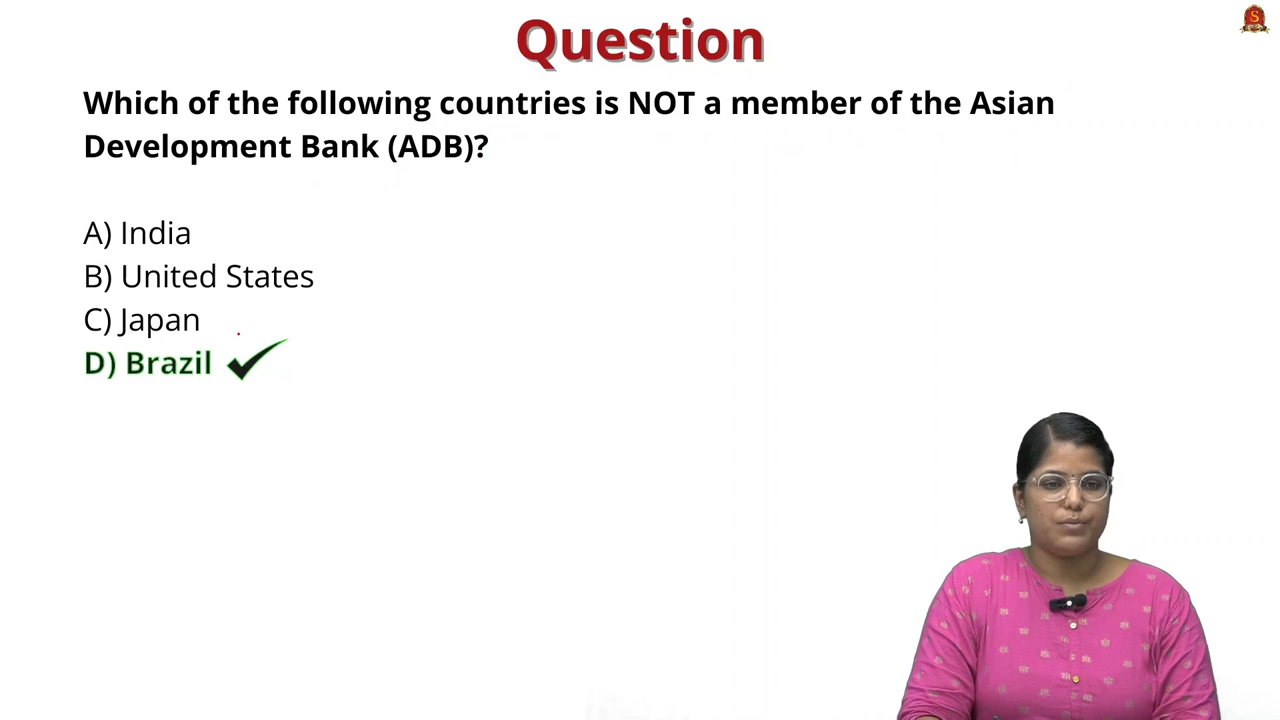 Question
Which of the following countries is NOT a member of the Asian
Development Bank (ADB)?
A) India
B) United States
C) Japan
D) Brazil
S